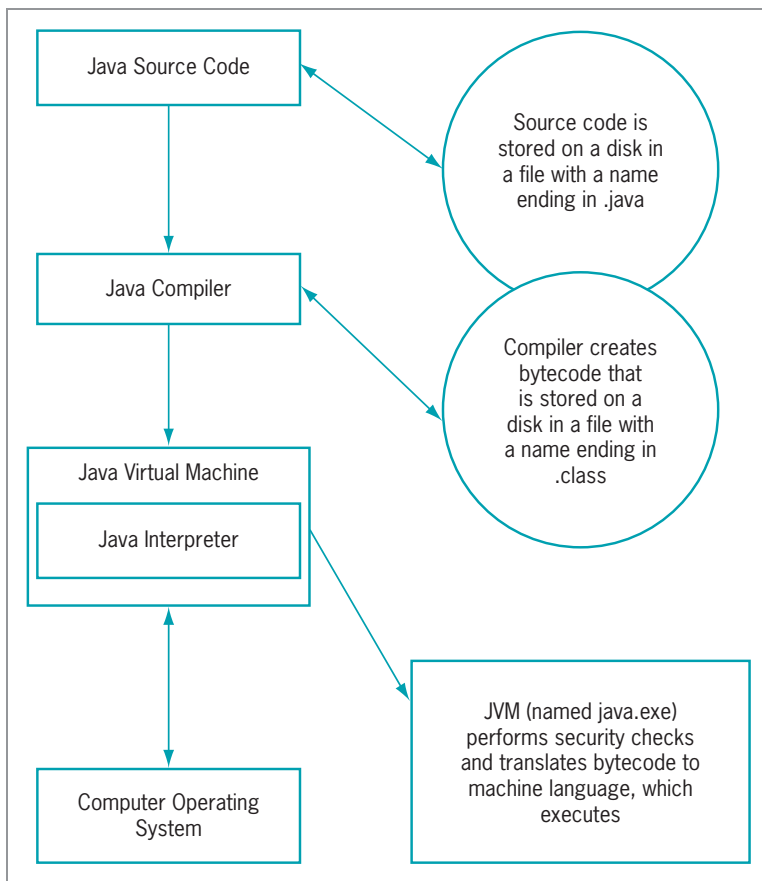 Java Source Code
Source code is
stored on a disk in
a file with a name
ending in .java
Java Compiler
Compiler creates
bytecode that
is stored on a
disk in a file with
a name ending in
.class
Java Virtual Machine
Java Interpreter
JVM (named java.exe)
performs security checks
and translates bytecode to
machine language, which
executes
Computer Operating
System